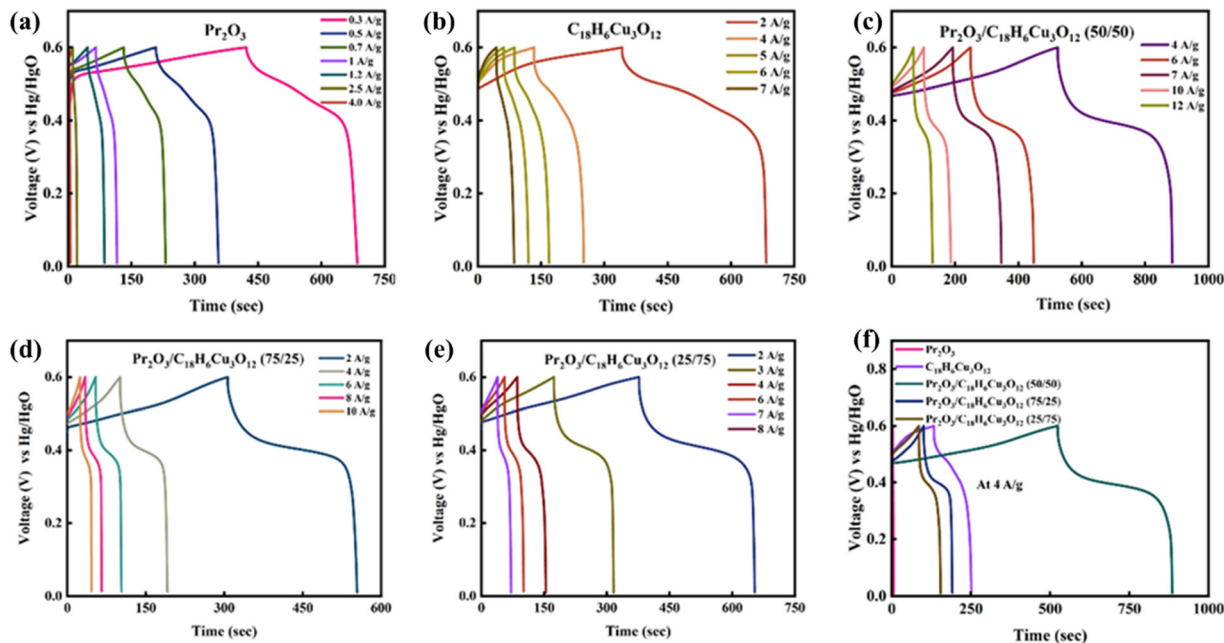 (a)
Pr₂O₃
0.3 A/g
0.5 A/g
0.7 A/g
1 A/g
1.2 A/g
2.5 A/g
4.0 A/g
Voltage (V) vs Hg/HgO
0.8
0.6
0.4
0.2
0.0
0 150 300 450 600 750
Time (sec)
(b)
C₁₈H₆Cu₃O₁₂
2 A/g
4 A/g
5 A/g
6 A/g
7 A/g
Voltage (V) vs Hg/HgO
0.8
0.6
0.4
0.2
0.0
0 200 400 600 800
Time (sec)
(c)
Pr₂O₃/C₁₈H₆Cu₃O₁₂ (50/50)
4 A/g
6 A/g
7 A/g
10 A/g
12 A/g
Voltage (V) vs Hg/HgO
0.6
0.4
0.2
0.0
0 200 400 600 800 1000
Time (sec)
(d)
Pr₂O₃/C₁₈H₆Cu₃O₁₂ (75/25)
2 A/g
4 A/g
6 A/g
8 A/g
10 A/g
Voltage (V) vs Hg/HgO
0.6
0.4
0.2
0.0
0 150 300 450 600
Time (sec)
(e)
Pr₂O₃/C₁₈H₆Cu₃O₁₂ (25/75)
2 A/g
3 A/g
4 A/g
6 A/g
7 A/g
8 A/g
Voltage (V) vs Hg/HgO
0.6
0.4
0.2
0.0
0 150 300 450 600 750
Time (sec)
(f)
Pr₂O₃
C₁₈H₆Cu₃O₁₂
Pr₂O₃/C₁₈H₆Cu₃O₁₂ (50/50)
Pr₂O₃/C₁₈H₆Cu₃O₁₂ (75/25)
Pr₂O₃/C₁₈H₆Cu₃O₁₂ (25/75)
At 4 A/g
Voltage (V) vs Hg/HgO
0.8
0.6
0.4
0.2
0.0
0 250 500 750 1000
Time (sec)